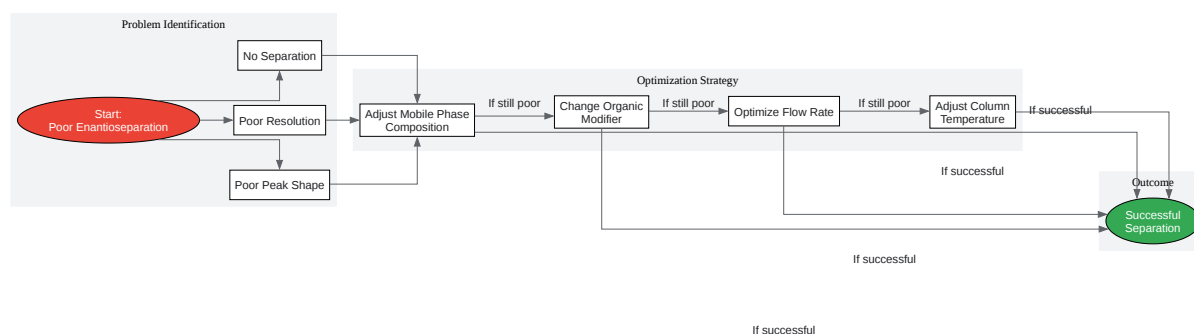 Problem Identification
No Separation
Start:
Poor Enantioseparation
Poor Resolution
Poor Peak Shape
Optimization Strategy
Adjust Mobile Phase
Composition
If still poor
Change Organic
Modifier
If still poor
Optimize Flow Rate
If still poor
Adjust Column
Temperature
If successful
If successful
Outcome
Successful
Separation
If successful
If successful